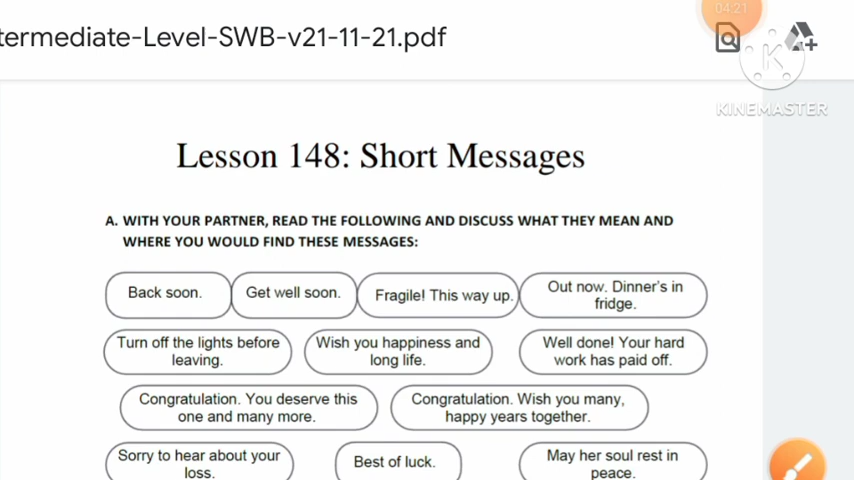 04:21
termediate-Level-SWB-v21-11-21.pdf
KINEMASTER
Lesson 148: Short Messages
A. WITH YOUR PARTNER, READ THE FOLLOWING AND DISCUSS WHAT THEY MEAN AND
WHERE YOU WOULD FIND THESE MESSAGES:
Back soon.
Get well soon.
Fragile! This way up.
Out now. Dinner's in
fridge.
Turn off the lights before
leaving.
Wish you happiness and
long life.
Well done! Your hard
work has paid off.
Congratulation. You deserve this
one and many more.
Congratulation. Wish you many,
happy years together.
Sorry to hear about your
loss.
Best of luck.
May her soul rest in
peace.